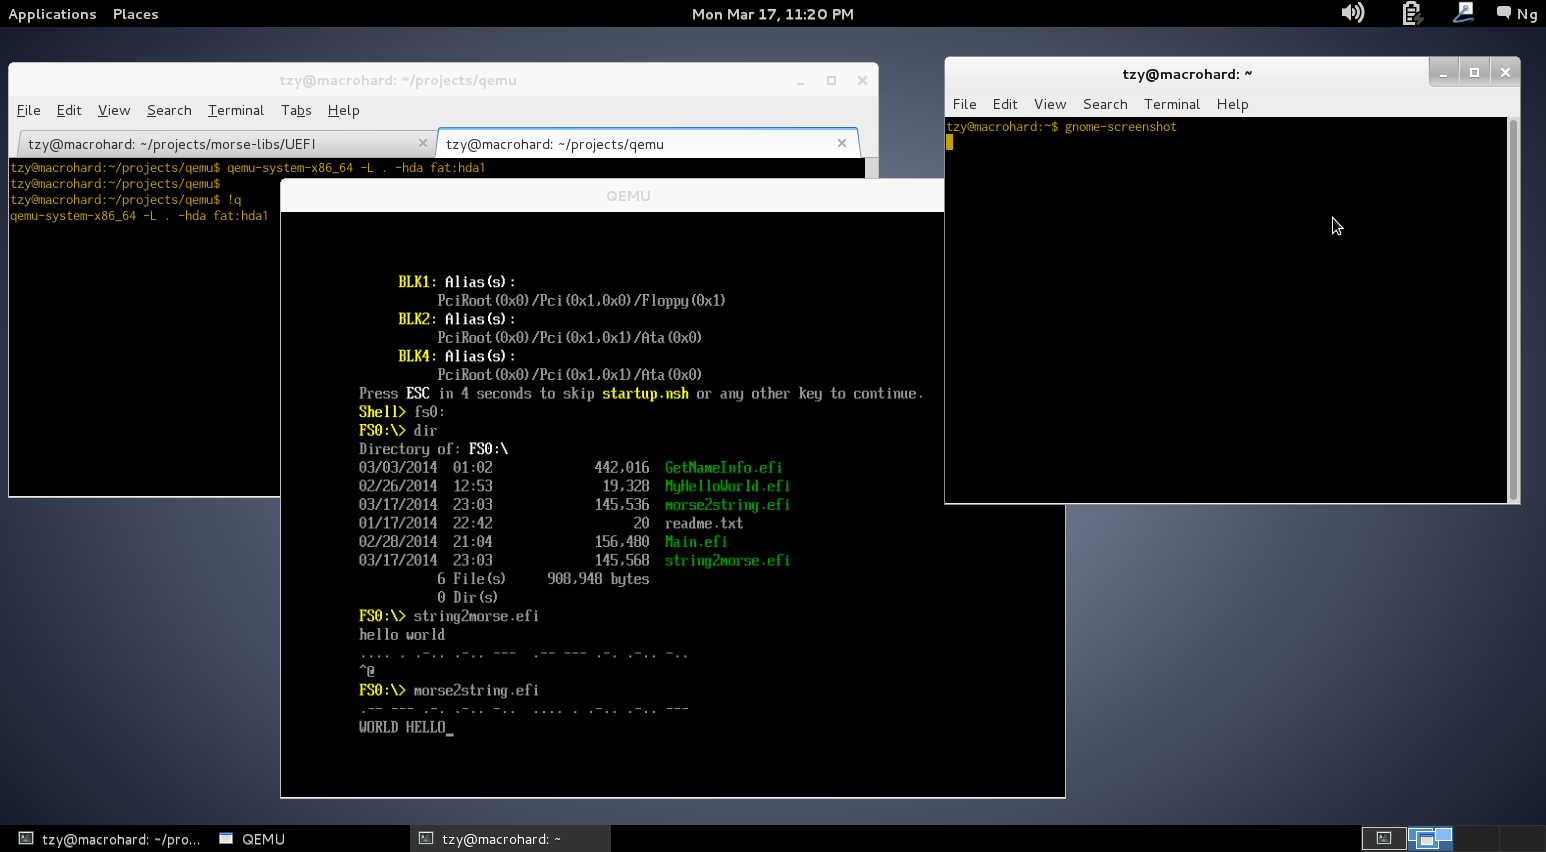 Applications Places Mon Mar 17, 11:20 PM Ng
tzy@macrohard: ~/projects/qemu
File Edit View Search Terminal Tabs Help
tzy@macrohard: ~/projects/morse-libs/UEFI tzy@macrohard: ~/projects/qemu
tzy@macrohard:~/projects/qemu$ qemu-system-x86_64 -L . -hda fat:hda1
tzy@macrohard:~/projects/qemu$
tzy@macrohard:~/projects/qemu$ !q
qemu-system-x86_64 -L . -hda fat:hda1
tzy@macrohard: ~
File Edit View Search Terminal Help
tzy@macrohard:~$ gnome-screenshot
QEMU
BLK1: Alias(s):
PciRoot(0x0)/Pci(0x1,0x0)/Floppy(0x1)
BLK2: Alias(s):
PciRoot(0x0)/Pci(0x1,0x1)/Ata(0x0)
BLK4: Alias(s):
PciRoot(0x0)/Pci(0x1,0x1)/Ata(0x0)
Press ESC in 4 seconds to skip startup.nsh or any other key to continue.
Shell> fs0:
FS0:\> dir
Directory of: FS0:\
03/03/2014 01:02 442,016 GetNameInfo.efi
02/26/2014 12:53 19,328 MyHelloWorld.efi
03/17/2014 23:03 145,536 morse2string.efi
01/17/2014 22:42 20 readme.txt
02/28/2014 21:04 156,480 Main.efi
03/17/2014 23:03 145,568 string2morse.efi
6 File(s) 908,948 bytes
0 Dir(s)
FS0:\> string2morse.efi
hello world
.... . .-.. .-.. ---  .-- --- .-. .-.. -..
^@
FS0:\> morse2string.efi
.-- --- .-. .-.. -..  .... . .-.. .-.. ---
WORLD HELLO_
tzy@macrohard: ~/pro... QEMU tzy@macrohard: ~